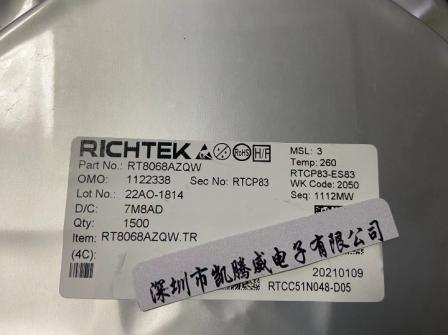 RICHTEK RoHS H/F
MSL: 3
Part No.: RT8068AZQW
Temp: 260
OMO: 1122338 Sec No: RTCP83
RTCP83-ES83
WK Code: 2050
Lot No.: 22AO-1814
Seq: 1112MW
D/C: 7M8AD
Qty: 1500
Item: RT8068AZQW.TR
(4C):
深圳市凯腾威电子有限公司
20210109
RTCC51N048-D05